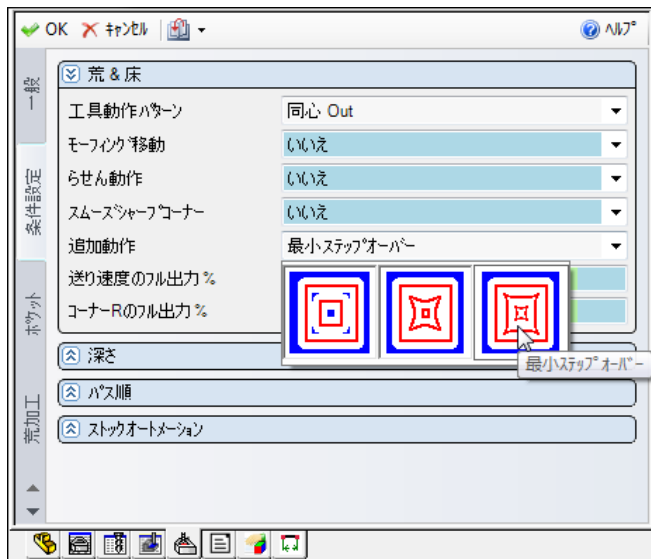 OK キャンセル ヘルプ
一般
条件設定
ポケット
荒加工
荒 & 床
工具動作パターン 同心 Out
モーフィング移動 いいえ
らせん動作 いいえ
スムーズシャープコーナー いいえ
追加動作 最小ステップオーバー
送り速度のフル出力 %
コーナーRのフル出力 %
最小ステップオーバー
深さ
パス順
ストックオートメーション